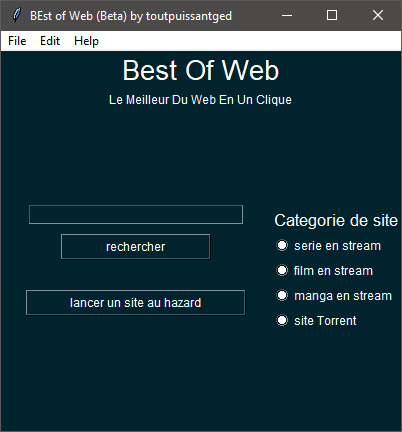 BEst of Web (Beta) by toutpuissantged
File Edit Help
Best Of Web
Le Meilleur Du Web En Un Clique
rechercher
lancer un site au hazard
Categorie de site
serie en stream
film en stream
manga en stream
site Torrent